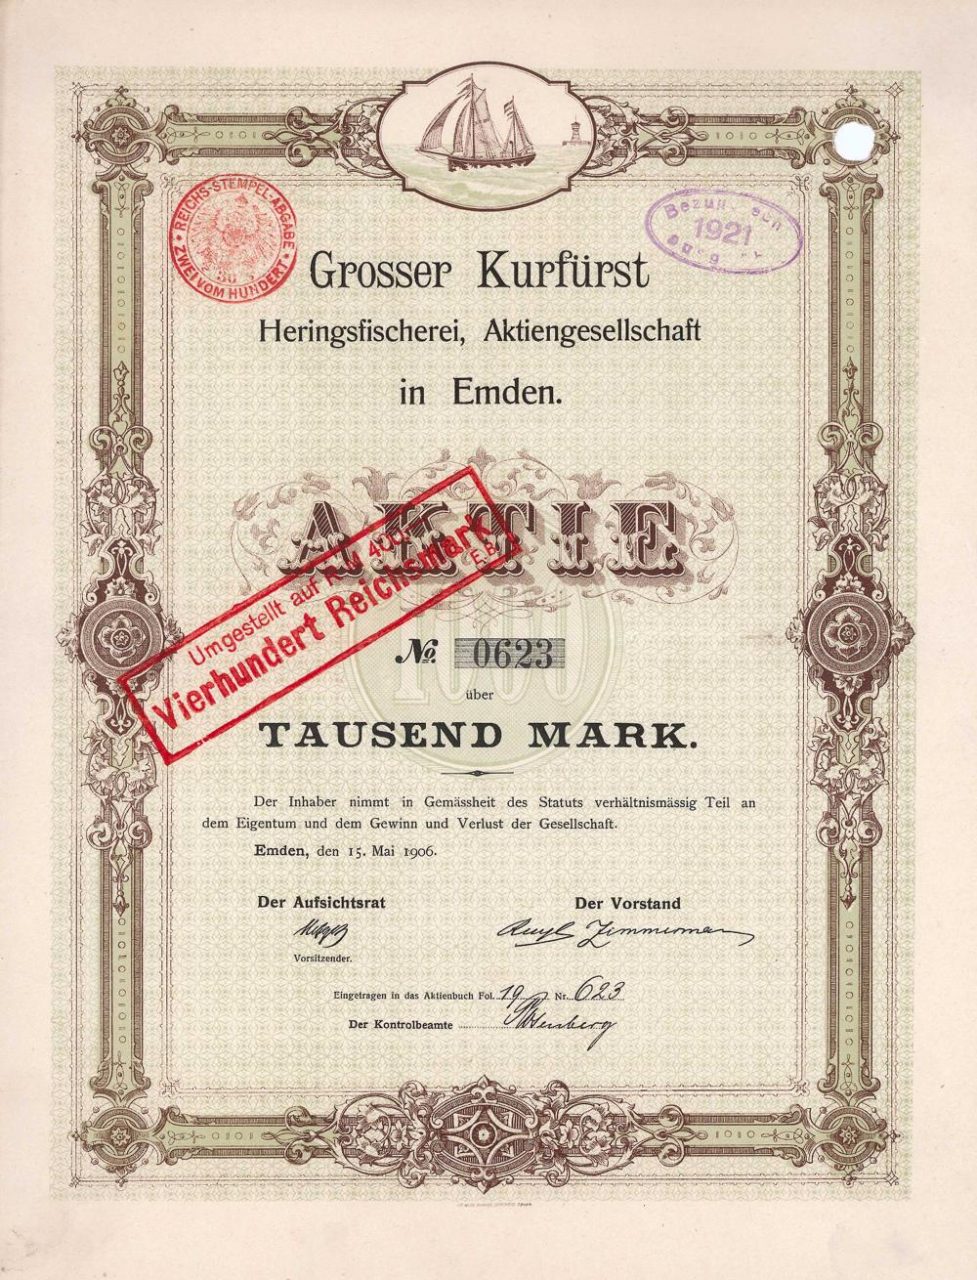 REICHS-STEMPEL-ABGABE
ZWEI VOM HUNDERT
1921
Grosser Kurfürst
Heringsfischerei, Aktiengesellschaft
in Emden.
AKTIE
Umgestellt auf RM 400
Vierhundert Reichsmark
E.B.
No. 0623
1000
über
TAUSEND MARK.
Der Inhaber nimmt in Gemässheit des Statuts verhältnismässig Teil an
dem Eigentum und dem Gewinn und Verlust der Gesellschaft.
Emden, den 15. Mai 1906.
Der Aufsichtsrat Der Vorstand
Zimmerman
Vorsitzender.
Eingetragen in das Aktienbuch Fol. 19 Nr. 623
Der Kontrolbeamte